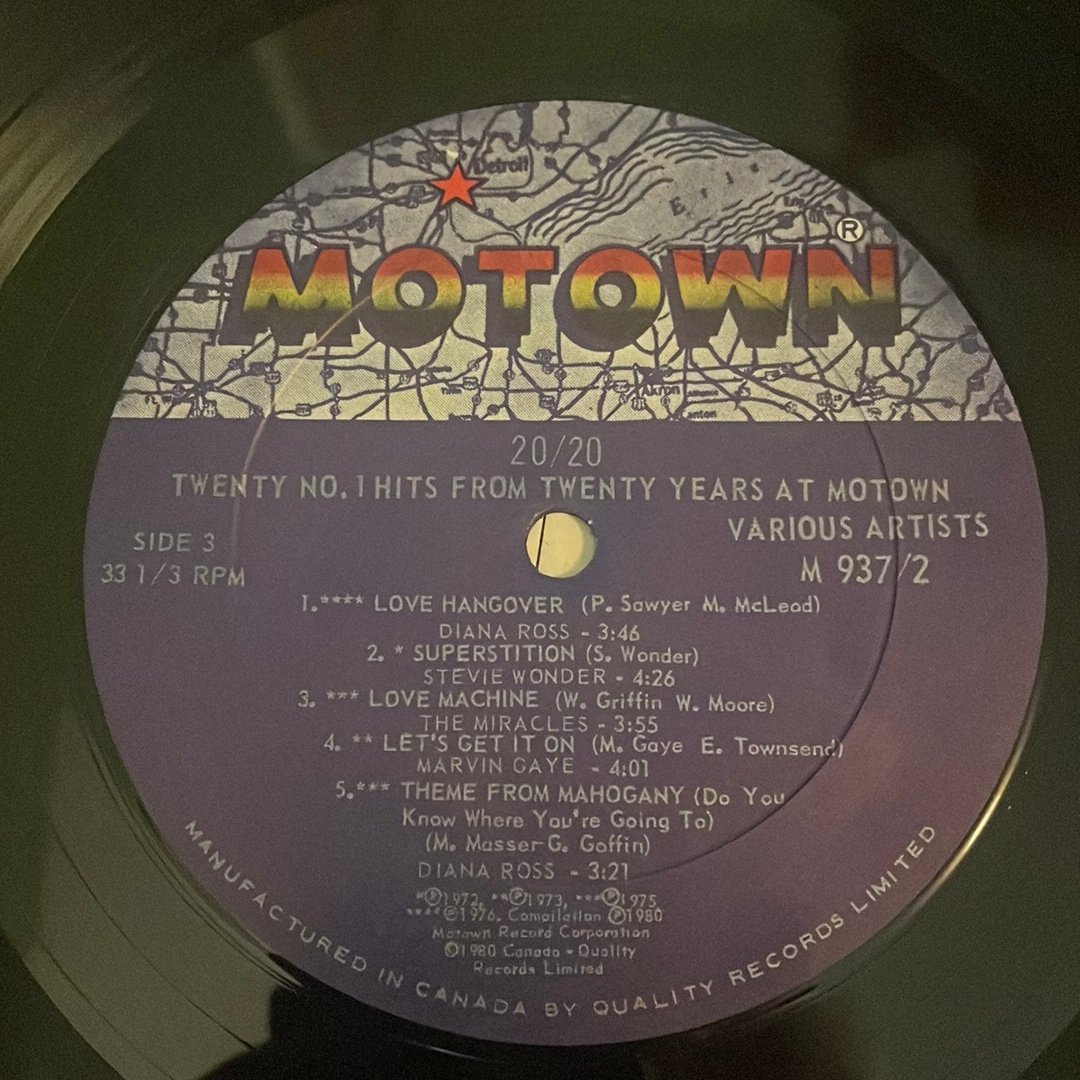 Detroit
Erie
MOTOWN®
Akron
anton
20/20
TWENTY NO. 1 HITS FROM TWENTY YEARS AT MOTOWN
VARIOUS ARTISTS
SIDE 3
33 1/3 RPM
M 937/2
1.**** LOVE HANGOVER (P. Sawyer M. McLeod)
DIANA ROSS - 3:46
2. * SUPERSTITION (S. Wonder)
STEVIE WONDER - 4:26
3. *** LOVE MACHINE (W. Griffin W. Moore)
THE MIRACLES - 3:55
4. ** LET'S GET IT ON (M. Gaye E. Townsend)
MARVIN GAYE - 4:01
5.*** THEME FROM MAHOGANY (Do You
Know Where You're Going To)
(M. Masser-G. Goffin)
DIANA ROSS - 3:21
*℗1972, **℗1973, ***℗1975
****℗1976, Compilation ℗1980
Motown Record Corporation
©1980 Canada - Quality
Records Limited
MANUFACTURED IN CANADA BY QUALITY RECORDS LIMITED